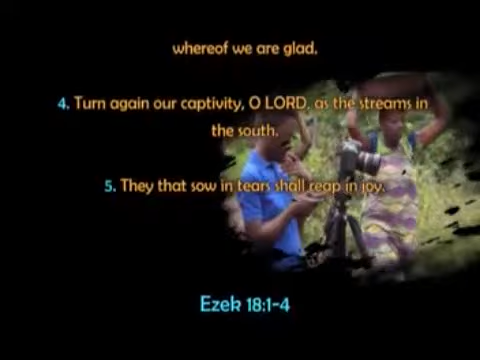 whereof we are glad.
4. Turn again our captivity, O LORD, as the streams in
the south.
5. They that sow in tears shall reap in joy.
Ezek 18:1-4